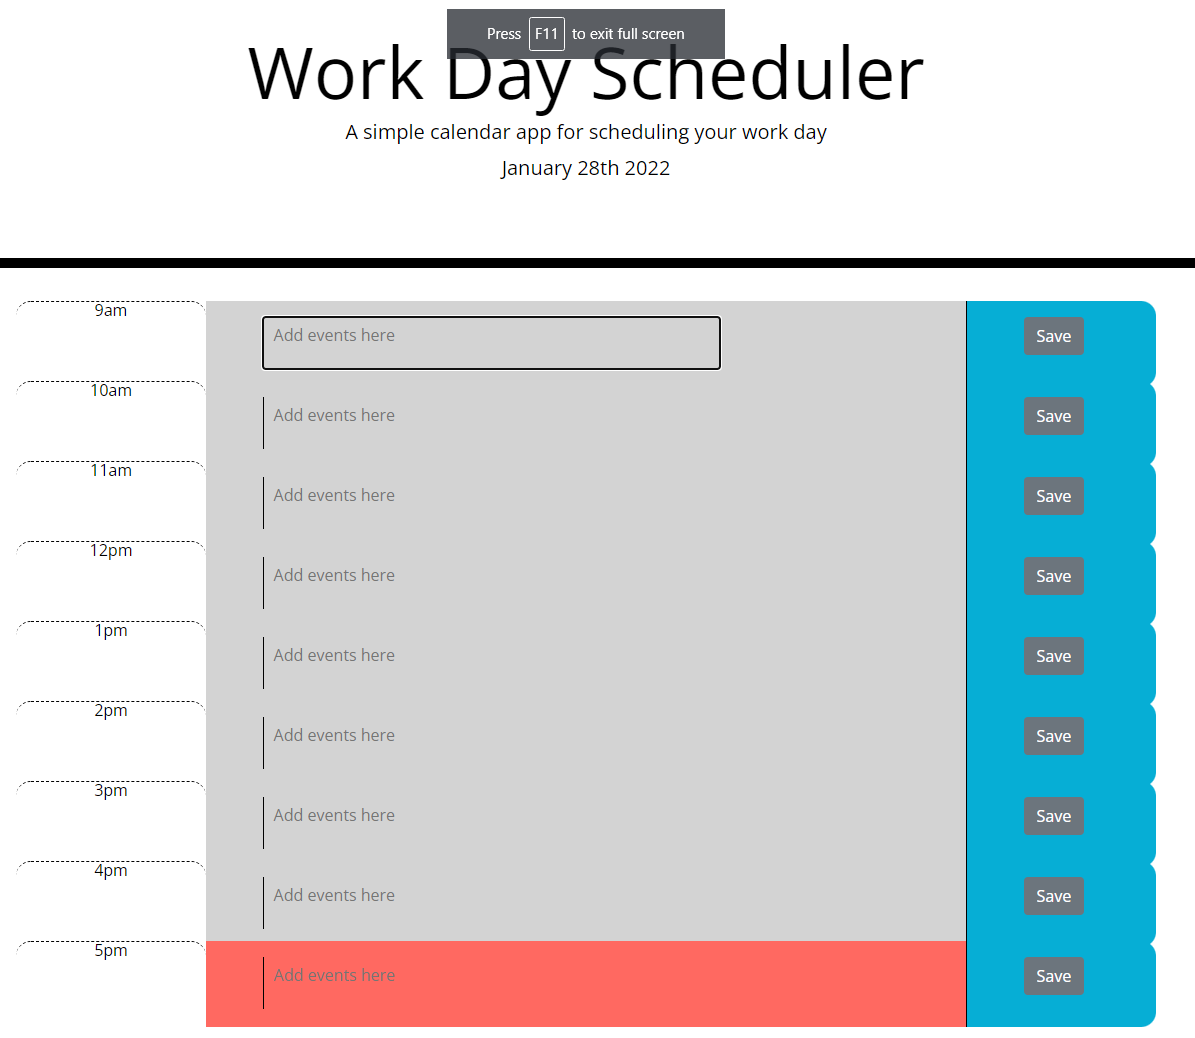 Press F11 to exit full screen
Work Day Scheduler
A simple calendar app for scheduling your work day
January 28th 2022
9am Add events here Save
10am Add events here Save
11am Add events here Save
12pm Add events here Save
1pm Add events here Save
2pm Add events here Save
3pm Add events here Save
4pm Add events here Save
5pm Add events here Save